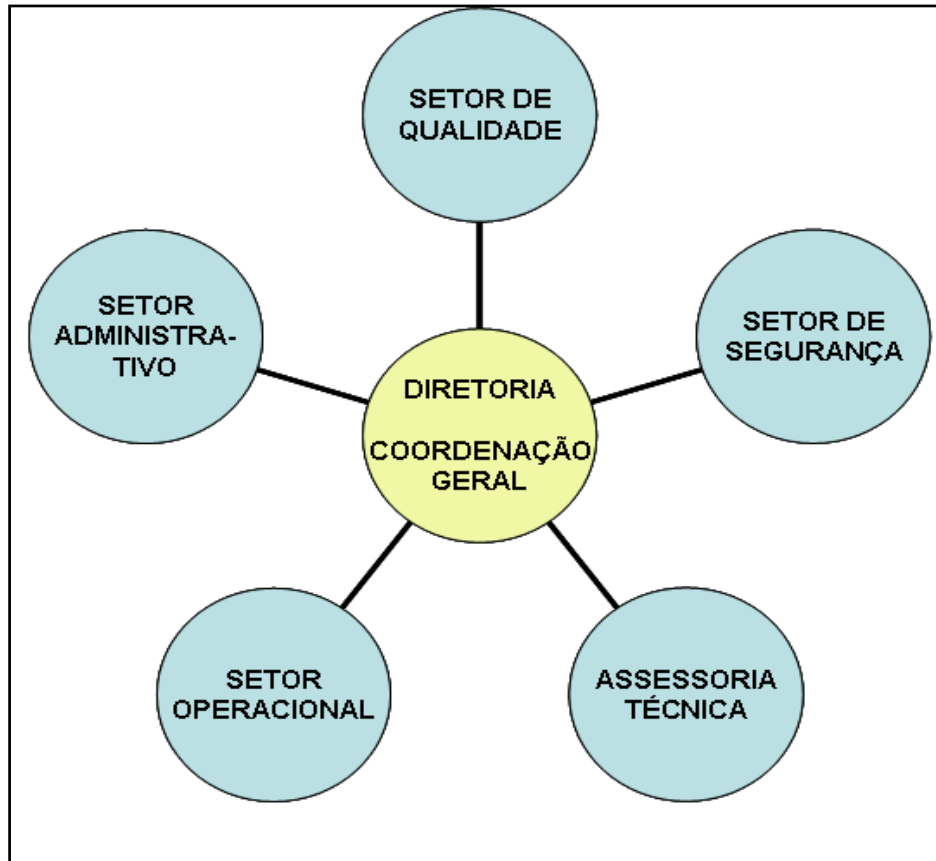 SETOR DE
QUALIDADE
SETOR
ADMINISTRA-
TIVO
SETOR DE
SEGURANÇA
DIRETORIA
COORDENAÇÃO
GERAL
SETOR
OPERACIONAL
ASSESSORIA
TÉCNICA